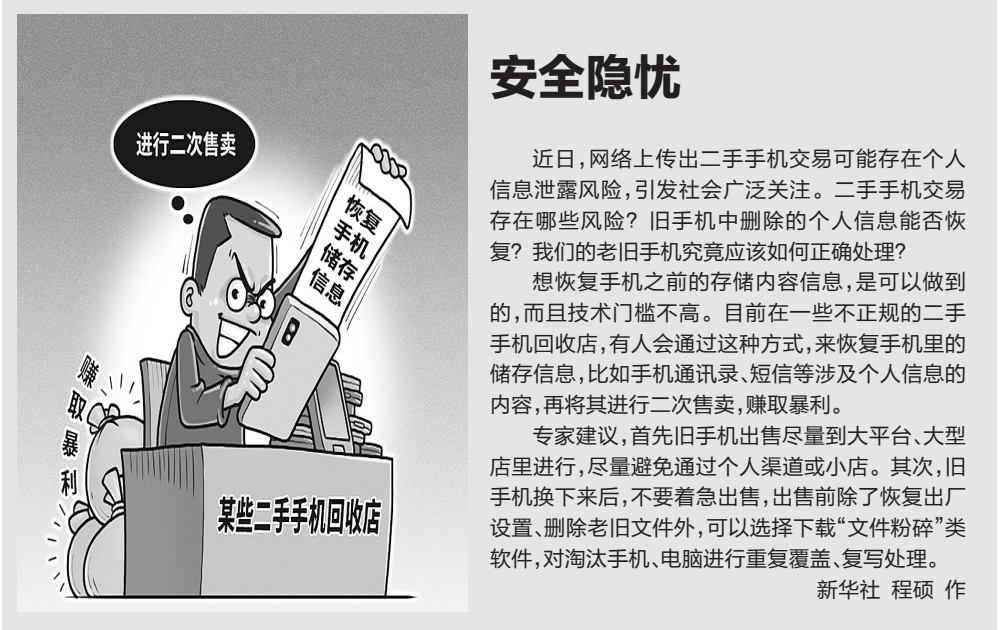 进行二次售卖
恢复
手机
储存
信息
赚
取
暴
利
某些二手手机回收店
安全隐忧
近日，网络上传出二手手机交易可能存在个人
信息泄露风险，引发社会广泛关注。二手手机交易
存在哪些风险？旧手机中删除的个人信息能否恢
复？我们的老旧手机究竟应该如何正确处理？
想恢复手机之前的存储内容信息，是可以做到
的，而且技术门槛不高。目前在一些不正规的二手
手机回收店，有人会通过这种方式，来恢复手机里的
储存信息，比如手机通讯录、短信等涉及个人信息的
内容，再将其进行二次售卖，赚取暴利。
专家建议，首先旧手机出售尽量到大平台、大型
店里进行，尽量避免通过个人渠道或小店。其次，旧
手机换下来后，不要着急出售，出售前除了恢复出厂
设置、删除老旧文件外，可以选择下载“文件粉碎”类
软件，对淘汰手机、电脑进行重复覆盖、复写处理。
新华社 程硕 作